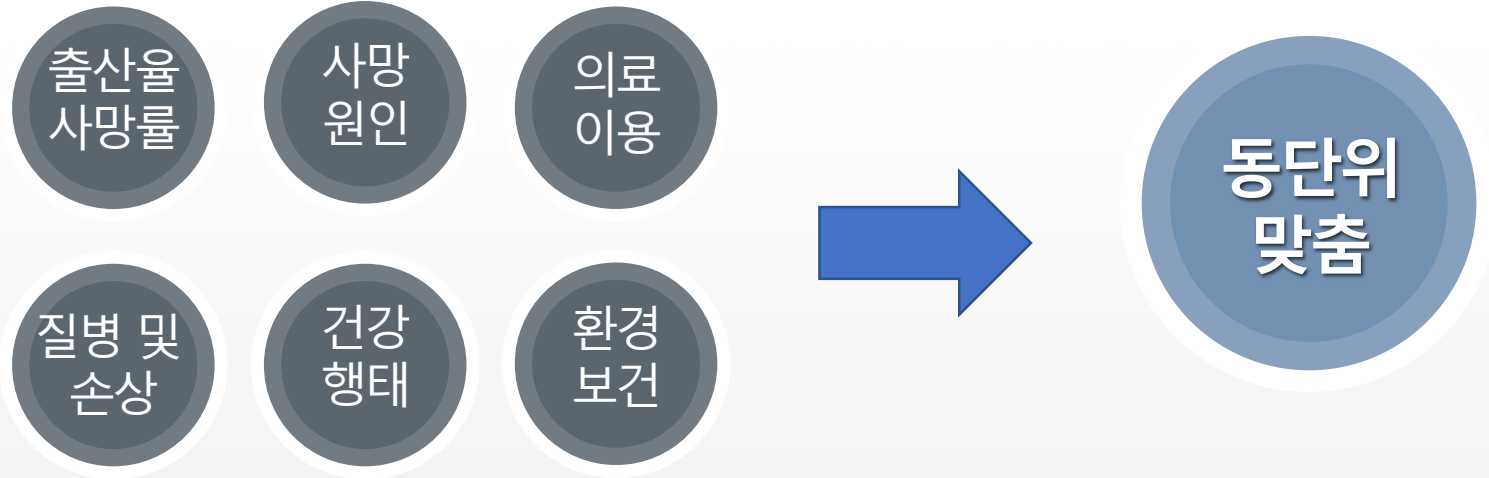 출산율
사망률
사망
원인
의료
이용
질병 및
손상
건강
행태
환경
보건
동단위
맞춤